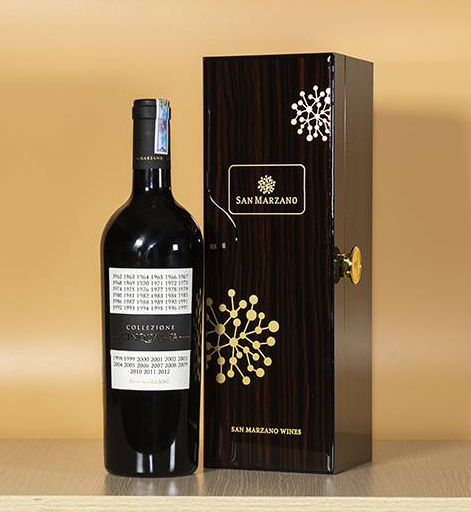 SAN MARZANO
1962 1963 1964 1965 1966 1967
1968 1969 1970 1971 1972 1973
1974 1975 1976 1977 1978 1979
1980 1981 1982 1983 1984 1985
1986 1987 1988 1989 1990 1991
1992 1993 1994 1995 1996 1997
COLLEZIONE
1998 1999 2000 2001 2002 2003
2004 2005 2006 2007 2008 2009
2010 2011 2012
SAN MARZANO
SAN MARZANO WINES